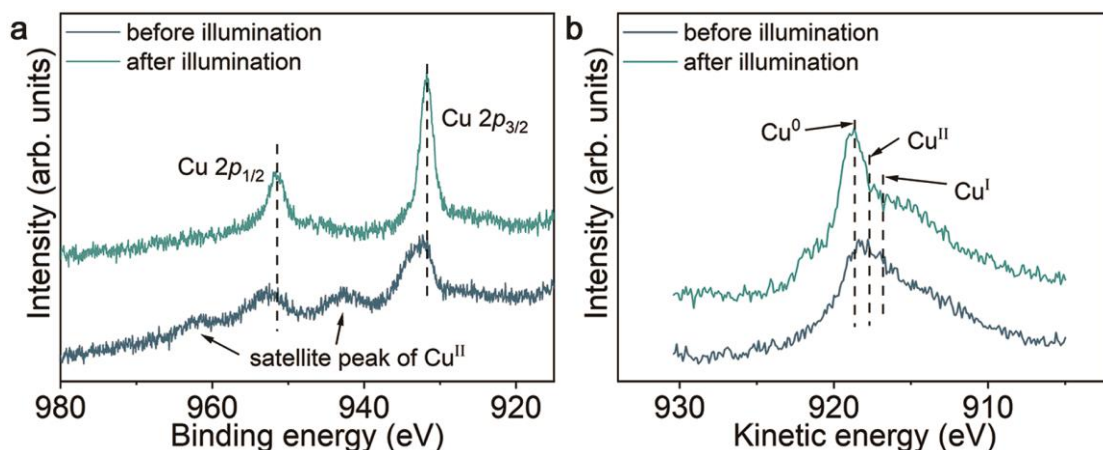 a
before illumination
after illumination
Cu 2p3/2
Cu 2p1/2
satellite peak of CuII
Intensity (arb. units)
980 960 940 920
Binding energy (eV)
b
before illumination
after illumination
Cu0
CuII
CuI
Intensity (arb. units)
930 920 910
Kinetic energy (eV)